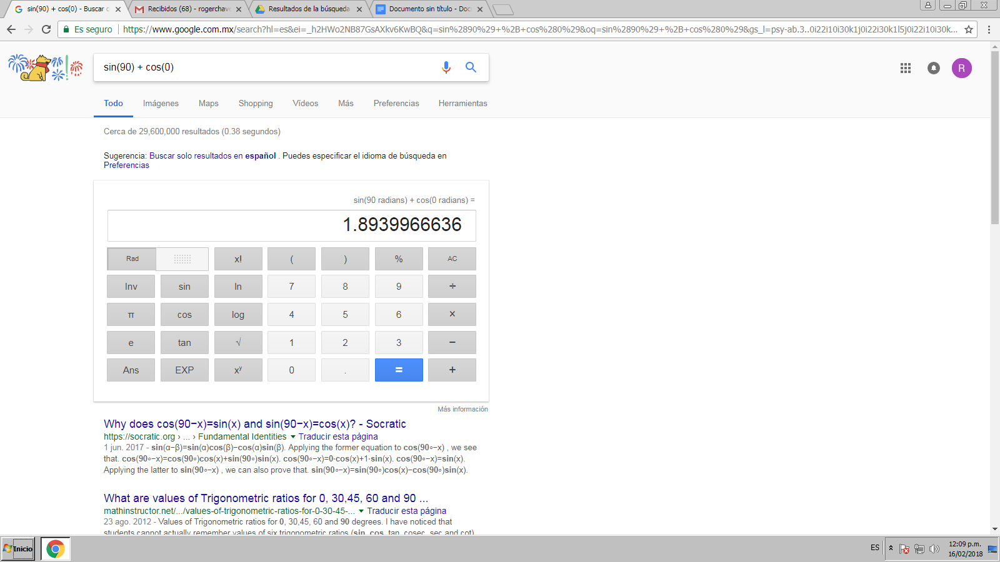 sin(90) + cos(0) - Buscar c
Recibidos (68) - rogerchave
Resultados de la búsqueda
Documento sin título - Doc
Es seguro
https://www.google.com.mx/search?hl=es&ei=_h2HWo2NB87GsAXkv6KwBQ&q=sin%2890%29+%2B+cos%280%29&oq=sin%2890%29+%2B+cos%280%29&gs_l=psy-ab.3..0i22i10i30k1j0i22i30k1l5j0i22i10i30k...
sin(90) + cos(0)
R
Todo Imágenes Maps Shopping Vídeos Más Preferencias Herramientas
Cerca de 29,600,000 resultados (0.38 segundos)
Sugerencia: Buscar solo resultados en español . Puedes especificar el idioma de búsqueda en
Preferencias
sin(90 radians) + cos(0 radians) =
1.8939966636
Rad x! ( ) % AC
Inv sin ln 7 8 9 ÷
π cos log 4 5 6 ×
e tan √ 1 2 3 −
Ans EXP xʸ 0 . = +
Más información
Why does cos(90−x)=sin(x) and sin(90−x)=cos(x)? - Socratic
https://socratic.org › ... › Fundamental Identities Traducir esta página
1 jun. 2017 - sin(α−β)=sin(α)cos(β)−cos(α)sin(β). Applying the former equation to cos(90∘−x) , we see
that. cos(90∘−x)=cos(90∘)cos(x)+sin(90∘)sin(x). cos(90∘−x)=0⋅cos(x)+1⋅sin(x). cos(90∘−x)=sin(x).
Applying the latter to sin(90∘−x) , we can also prove that. sin(90∘−x)=sin(90∘)cos(x)−cos(90∘)sin(x).
What are values of Trigonometric ratios for 0, 30,45, 60 and 90 ...
mathinstructor.net/.../values-of-trigonometric-ratios-for-0-30-45-... Traducir esta página
23 ago. 2012 - Values of Trigonometric ratios for 0, 30,45, 60 and 90 degrees. I have noticed that
students cannot actually remember values of six trigonometric ratios (sin, cos, tan, cosec, sec and cot)
Inicio
ES
12:09 p.m.
16/02/2018